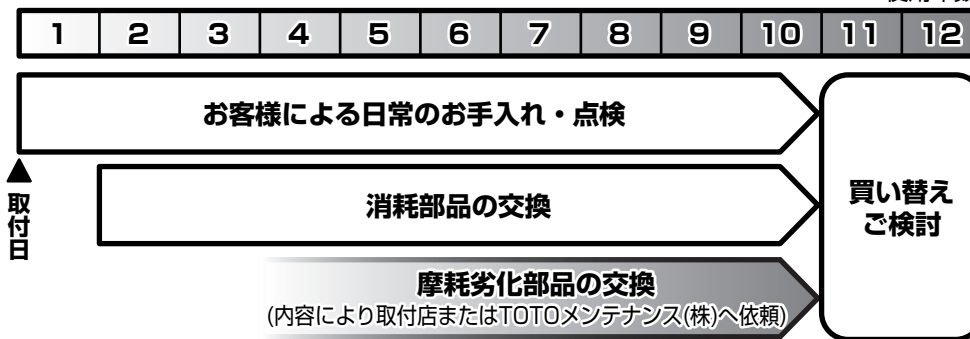 1 2 3 4 5 6 7 8 9 10 11 12
お客様による日常のお手入れ・点検
取付日
消耗部品の交換
買い替え
ご検討
摩耗劣化部品の交換
(内容により取付店またはTOTOメンテナンス(株)へ依頼)